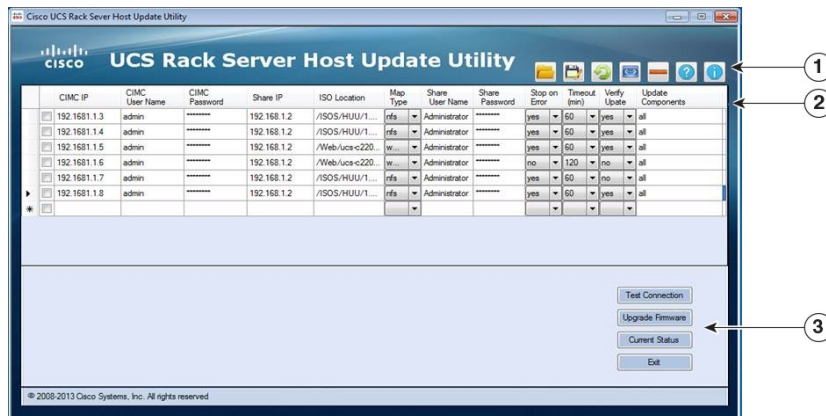 Cisco UCS Rack Sever Host Update Utility
CISCO UCS Rack Server Host Update Utility
1
2
CIMC IP CIMC User Name CIMC Password Share IP ISO Location Map Type Share User Name Share Password Stop on Error Timeout (min) Verify Upate Update Components
192.1681.1.3 admin ******** 192.168.1.2 /ISOS/HUU/1.... nfs Administrator ******** yes 60 yes all
192.1681.1.4 admin ******** 192.168.1.2 /ISOS/HUU/1.... nfs Administrator ******** yes 60 yes all
192.1681.1.5 admin ******** 192.168.1.2 /Web/ucs-c220... w... Administrator ******** yes 60 yes all
192.1681.1.6 admin ******** 192.168.1.2 /Web/ucs-c220... w... Administrator ******** no 120 no all
192.1681.1.7 admin ******** 192.168.1.2 /ISOS/HUU/1.... nfs Administrator ******** yes 60 no all
192.1681.1.8 admin ******** 192.168.1.2 /ISOS/HUU/1.... nfs Administrator ******** yes 60 yes all
Test Connection
Upgrade Firmware
3
Current Status
Exit
© 2008-2013 Cisco Systems, Inc. All rights reserved